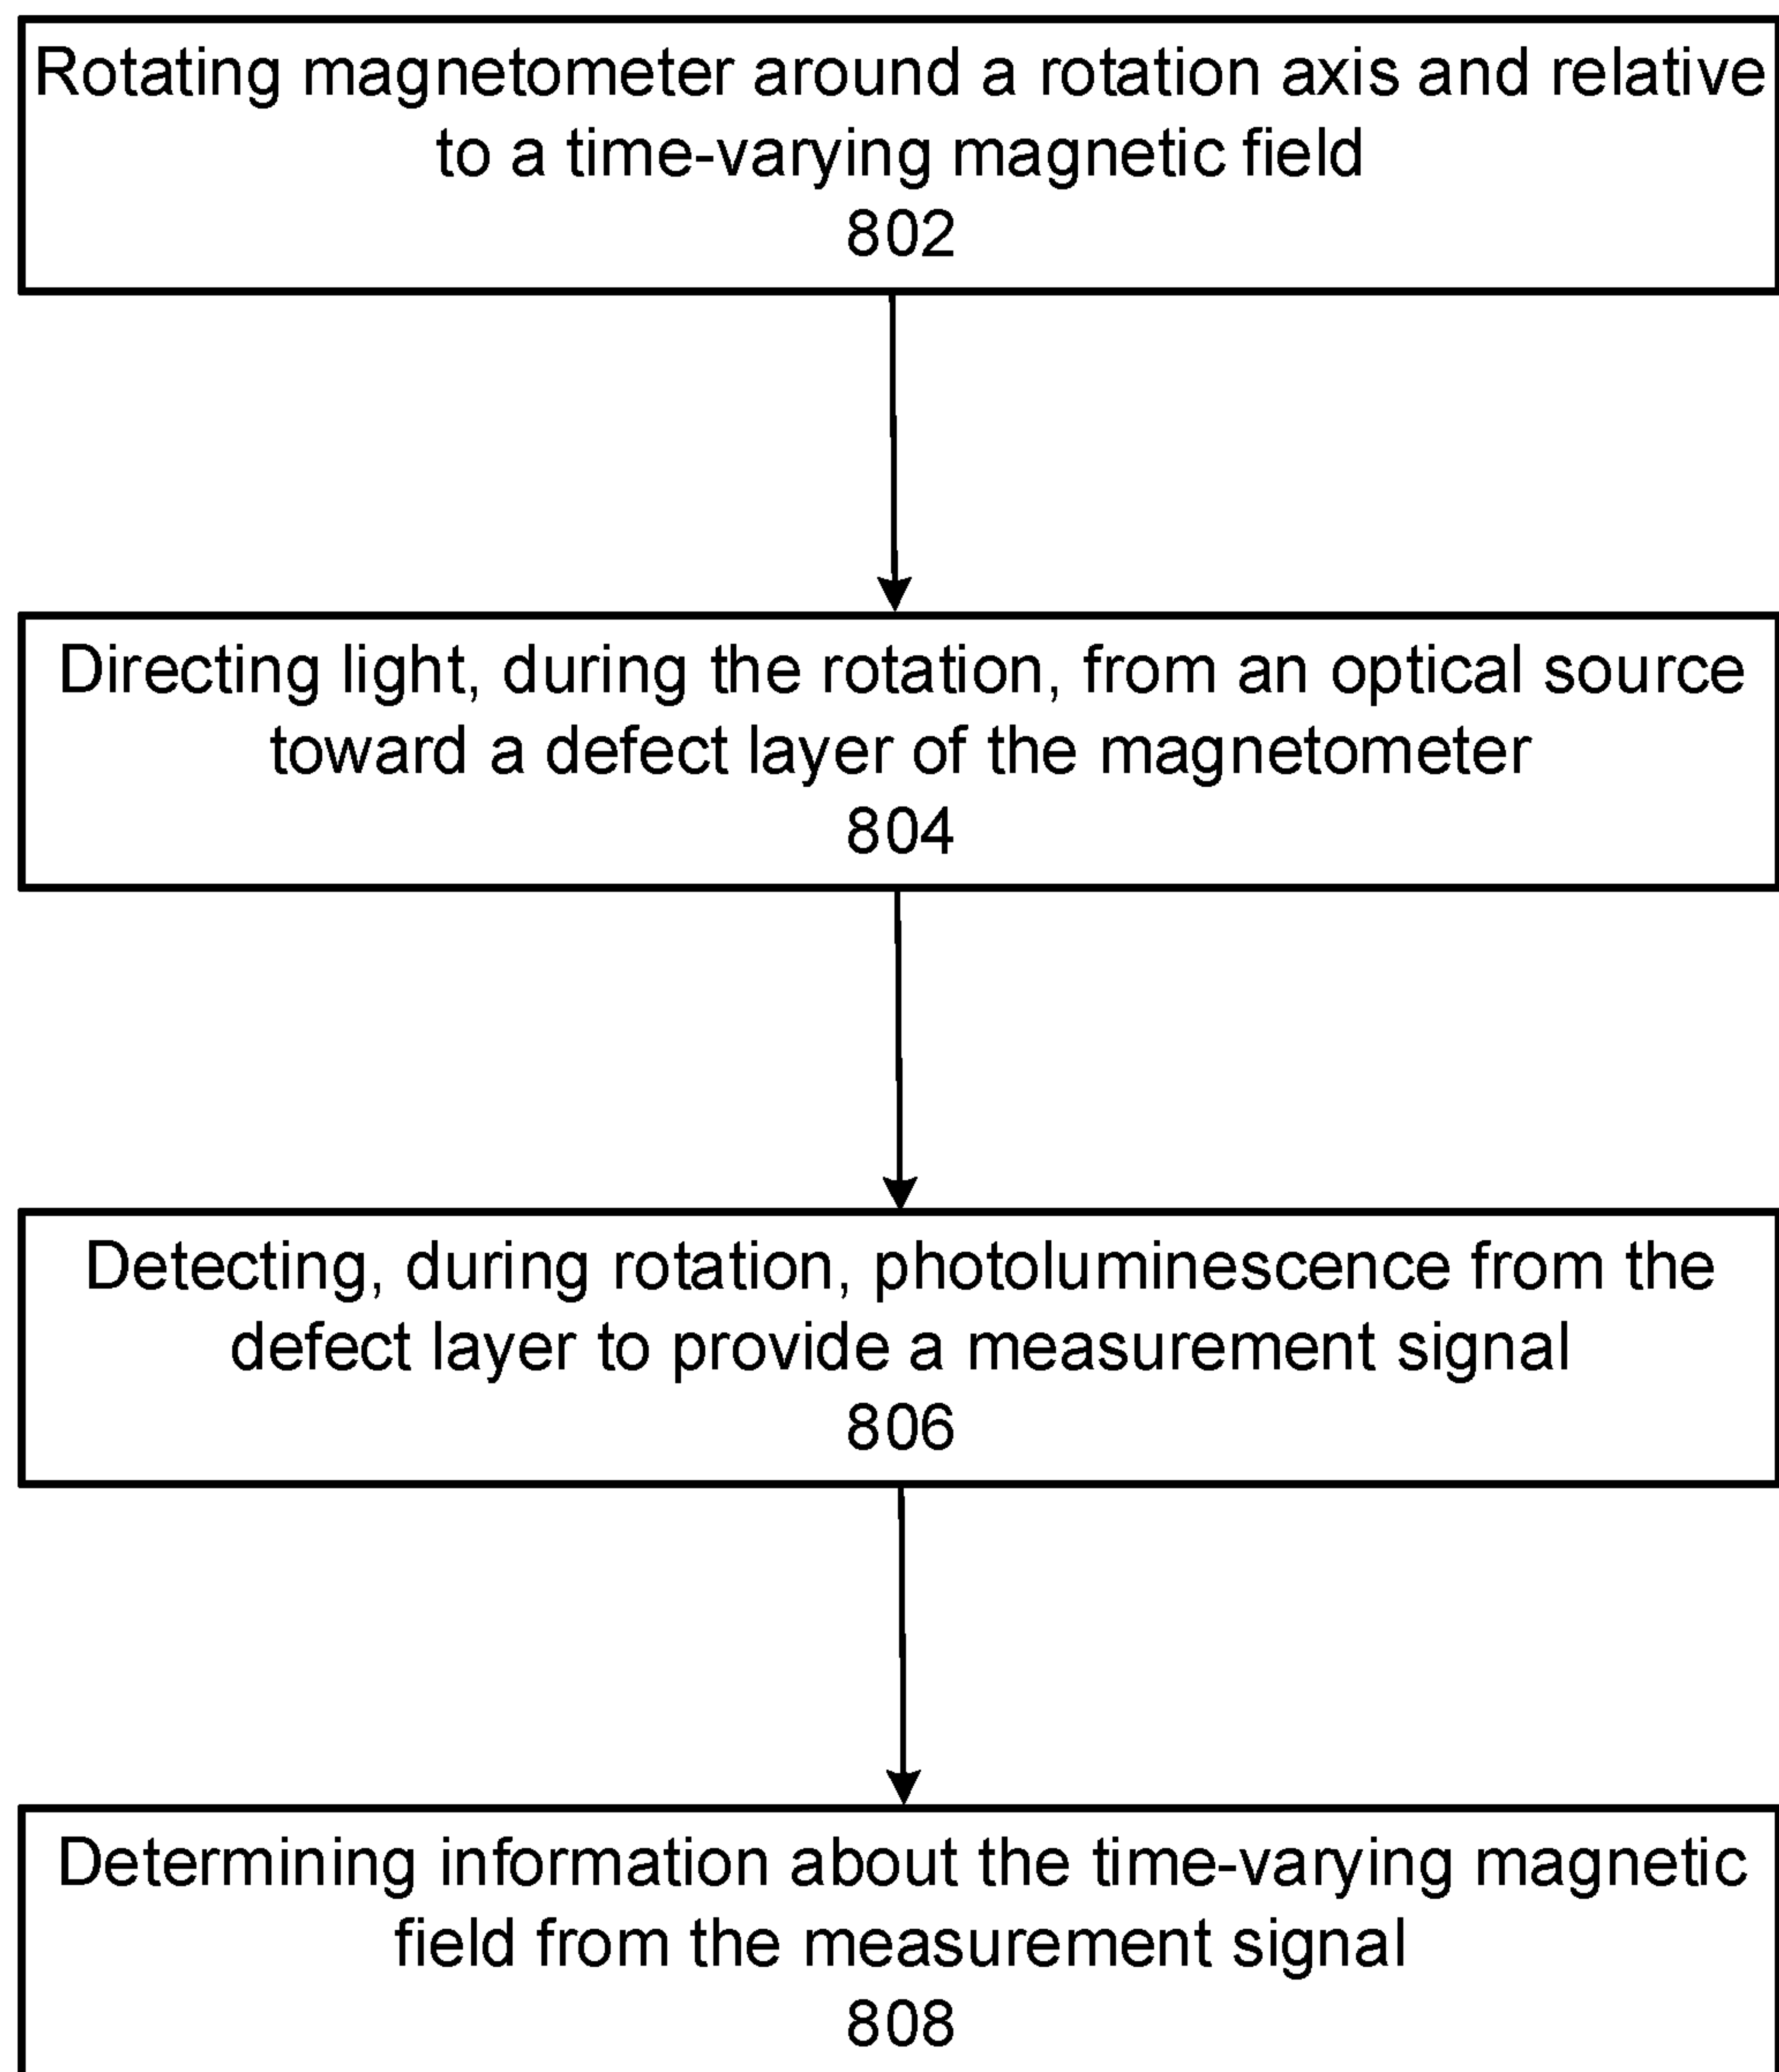 Rotating magnetometer around a rotation axis and relative
to a time-varying magnetic field
802
Directing light, during the rotation, from an optical source
toward a defect layer of the magnetometer
804
Detecting, during rotation, photoluminescence from the
defect layer to provide a measurement signal
806
Determining information about the time-varying magnetic
field from the measurement signal
808